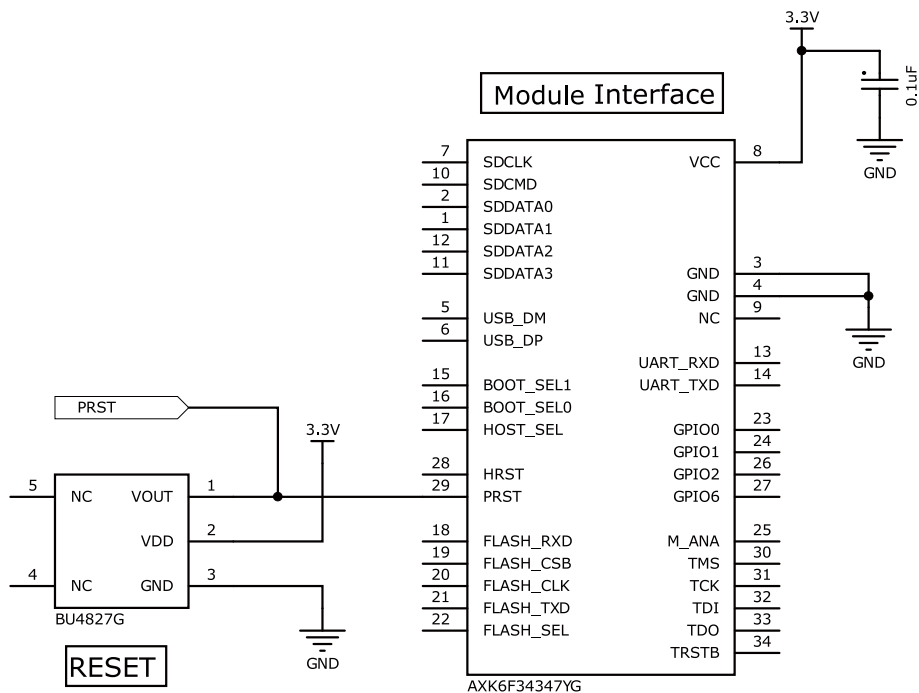 3.3V
0.1uF
GND
Module Interface
7 SDCLK VCC 8
10 SDCMD
2 SDDATA0
1 SDDATA1
12 SDDATA2
11 SDDATA3 GND 3
GND 4
5 USB_DM NC 9
6 USB_DP
GND
UART_RXD 13
15 BOOT_SEL1 UART_TXD 14
16 BOOT_SEL0
17 HOST_SEL GPIO0 23
GPIO1 24
28 HRST GPIO2 26
29 PRST GPIO6 27
18 FLASH_RXD M_ANA 25
19 FLASH_CSB TMS 30
20 FLASH_CLK TCK 31
21 FLASH_TXD TDI 32
22 FLASH_SEL TDO 33
TRSTB 34
AXK6F34347YG
PRST
3.3V
5 NC VOUT 1
VDD 2
4 NC GND 3
BU4827G
GND
RESET